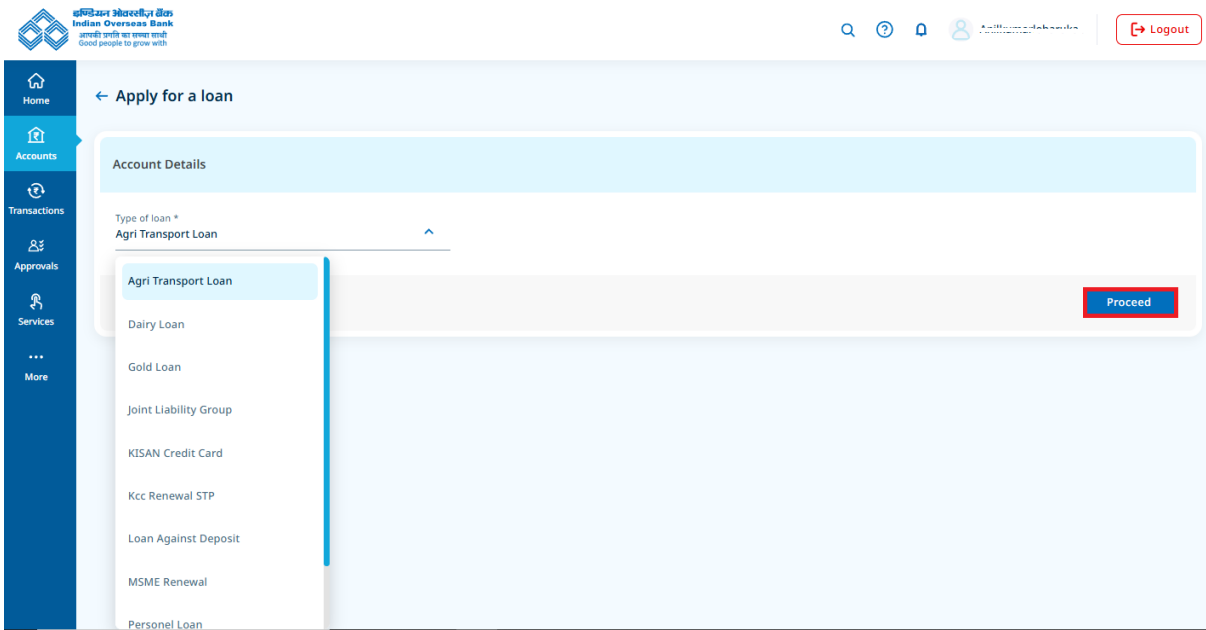 इण्डियन ओवरसीज़ बैंक
Indian Overseas Bank
आपकी प्रगति का सच्चा साथी
Good people to grow with
Logout
Home
Accounts
Transactions
Approvals
Services
More
Apply for a loan
Account Details
Type of loan *
Agri Transport Loan
Agri Transport Loan
Dairy Loan
Gold Loan
Joint Liability Group
KISAN Credit Card
Kcc Renewal STP
Loan Against Deposit
MSME Renewal
Personel Loan
Proceed